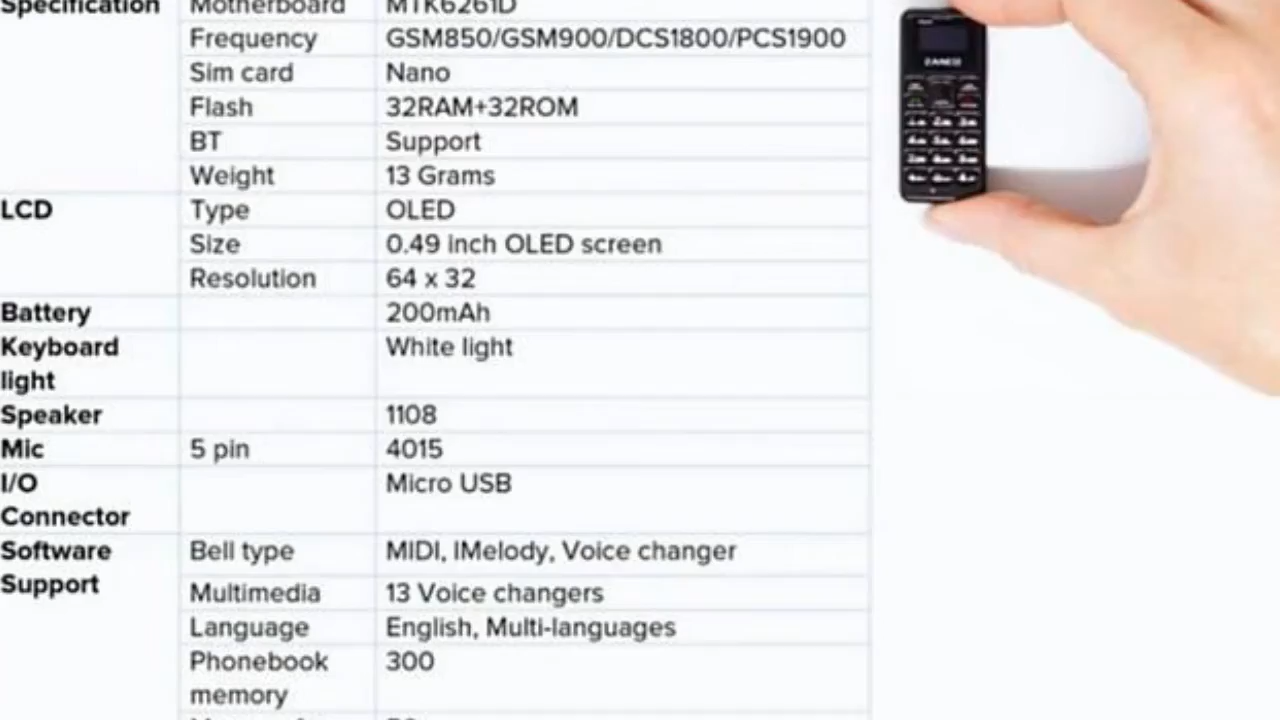 Specification Motherboard MTK6261D
Frequency GSM850/GSM900/DCS1800/PCS1900
Sim card Nano
Flash 32RAM+32ROM
BT Support
Weight 13 Grams
LCD Type OLED
Size 0.49 inch OLED screen
Resolution 64 x 32
Battery 200mAh
Keyboard White light
light
Speaker 1108
Mic 5 pin 4015
I/O Micro USB
Connector
Software Bell type MIDI, IMelody, Voice changer
Support
Multimedia 13 Voice changers
Language English, Multi-languages
Phonebook 300
memory
ZANCO